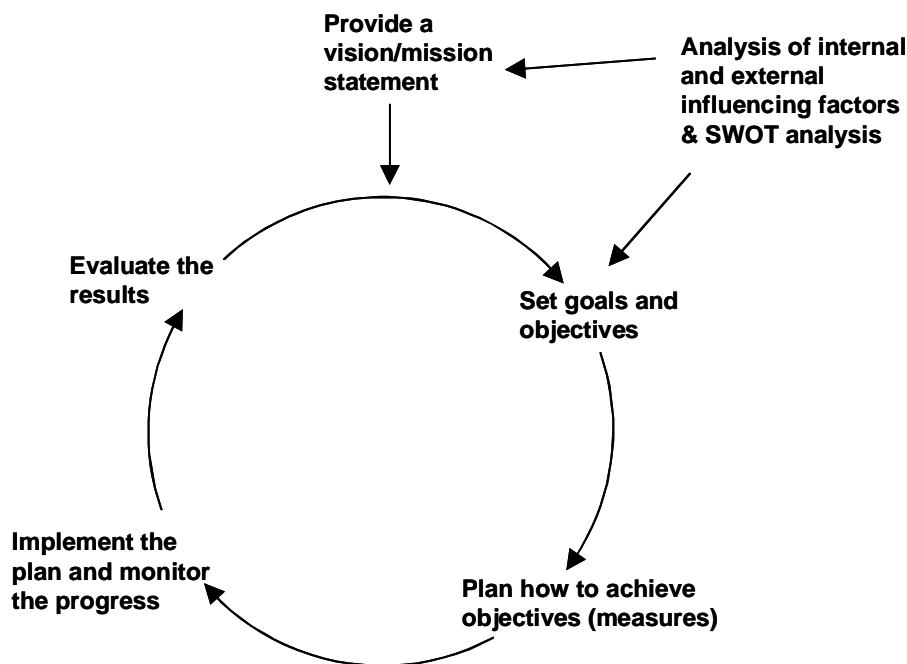 Provide a
vision/mission
statement
Analysis of internal
and external
influencing factors
& SWOT analysis
Set goals and
objectives
Plan how to achieve
objectives (measures)
Implement the
plan and monitor
the progress
Evaluate the
results